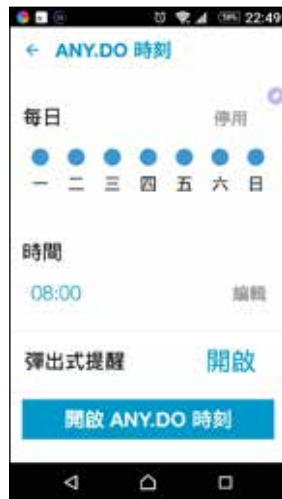 22:49
← ANY.DO 時刻
每日 停用
一 二 三 四 五 六 日
時間
08:00 編輯
彈出式提醒 開啟
開啟 ANY.DO 時刻